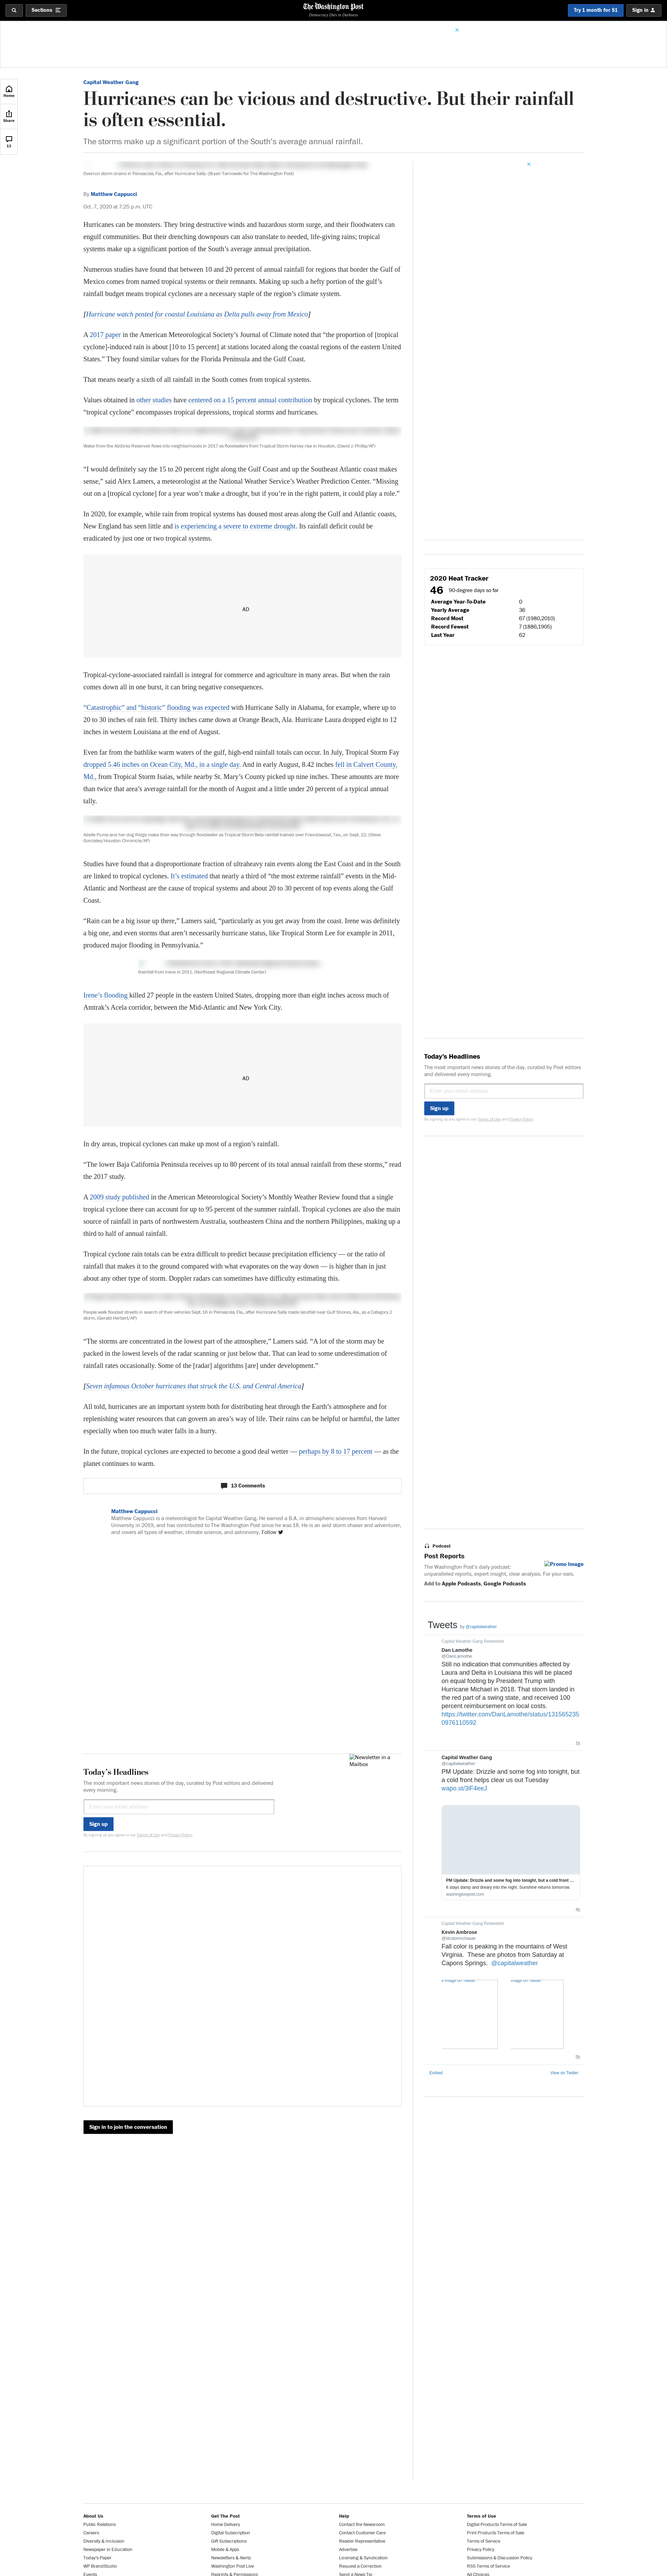 Sections
The Washington Post
Democracy Dies in Darkness
Try 1 month for $1
Sign in
Home
Share
13
Capital Weather Gang
Hurricanes can be vicious and destructive. But their rainfall
is often essential.
The storms make up a significant portion of the South's average annual rainfall.
Overrun storm drains in Pensacola, Fla., after Hurricane Sally. (Bryan Tarnowski for The Washington Post)
By Matthew Cappucci
Oct. 7, 2020 at 7:25 p.m. UTC
Hurricanes can be monsters. They bring destructive winds and hazardous storm surge, and their floodwaters can
engulf communities. But their drenching downpours can also translate to needed, life-giving rains; tropical
systems make up a significant portion of the South's average annual precipitation.
Numerous studies have found that between 10 and 20 percent of annual rainfall for regions that border the Gulf of
Mexico comes from named tropical systems or their remnants. Making up such a hefty portion of the gulf's
rainfall budget means tropical cyclones are a necessary staple of the region's climate system.
[Hurricane watch posted for coastal Louisiana as Delta pulls away from Mexico]
A 2017 paper in the American Meteorological Society's Journal of Climate noted that “the proportion of [tropical
cyclone]-induced rain is about [10 to 15 percent] at stations located along the coastal regions of the eastern United
States.” They found similar values for the Florida Peninsula and the Gulf Coast.
That means nearly a sixth of all rainfall in the South comes from tropical systems.
Values obtained in other studies have centered on a 15 percent annual contribution by tropical cyclones. The term
“tropical cyclone” encompasses tropical depressions, tropical storms and hurricanes.
Water from the Addicks Reservoir flows into neighborhoods in 2017 as floodwaters from Tropical Storm Harvey rise in Houston. (David J. Phillip/AP)
“I would definitely say the 15 to 20 percent right along the Gulf Coast and up the Southeast Atlantic coast makes
sense,” said Alex Lamers, a meteorologist at the National Weather Service's Weather Prediction Center. “Missing
out on a [tropical cyclone] for a year won't make a drought, but if you're in the right pattern, it could play a role.”
In 2020, for example, while rain from tropical systems has doused most areas along the Gulf and Atlantic coasts,
New England has seen little and is experiencing a severe to extreme drought. Its rainfall deficit could be
eradicated by just one or two tropical systems.
AD
Tropical-cyclone-associated rainfall is integral for commerce and agriculture in many areas. But when the rain
comes down all in one burst, it can bring negative consequences.
“Catastrophic” and “historic” flooding was expected with Hurricane Sally in Alabama, for example, where up to
20 to 30 inches of rain fell. Thirty inches came down at Orange Beach, Ala. Hurricane Laura dropped eight to 12
inches in western Louisiana at the end of August.
Even far from the bathlike warm waters of the gulf, high-end rainfall totals can occur. In July, Tropical Storm Fay
dropped 5.46 inches on Ocean City, Md., in a single day. And in early August, 8.42 inches fell in Calvert County,
Md., from Tropical Storm Isaias, while nearby St. Mary's County picked up nine inches. These amounts are more
than twice that area's average rainfall for the month of August and a little under 20 percent of a typical annual
tally.
Adelle Purse and her dog Ridge make their way through floodwater as Tropical Storm Beta rainfall trained over Friendswood, Tex., on Sept. 22. (Steve
Gonzales/Houston Chronicle/AP)
Studies have found that a disproportionate fraction of ultraheavy rain events along the East Coast and in the South
are linked to tropical cyclones. It's estimated that nearly a third of “the most extreme rainfall” events in the Mid-
Atlantic and Northeast are the cause of tropical systems and about 20 to 30 percent of top events along the Gulf
Coast.
“Rain can be a big issue up there,” Lamers said, “particularly as you get away from the coast. Irene was definitely
a big one, and even storms that aren't necessarily hurricane status, like Tropical Storm Lee for example in 2011,
produced major flooding in Pennsylvania.”
Rainfall from Irene in 2011. (Northeast Regional Climate Center)
Irene's flooding killed 27 people in the eastern United States, dropping more than eight inches across much of
Amtrak's Acela corridor, between the Mid-Atlantic and New York City.
AD
In dry areas, tropical cyclones can make up most of a region's rainfall.
“The lower Baja California Peninsula receives up to 80 percent of its total annual rainfall from these storms,” read
the 2017 study.
A 2009 study published in the American Meteorological Society's Monthly Weather Review found that a single
tropical cyclone there can account for up to 95 percent of the summer rainfall. Tropical cyclones are also the main
source of rainfall in parts of northwestern Australia, southeastern China and the northern Philippines, making up a
third to half of annual rainfall.
Tropical cyclone rain totals can be extra difficult to predict because precipitation efficiency — or the ratio of
rainfall that makes it to the ground compared with what evaporates on the way down — is higher than in just
about any other type of storm. Doppler radars can sometimes have difficulty estimating this.
People walk flooded streets in search of their vehicles Sept. 16 in Pensacola, Fla., after Hurricane Sally made landfall near Gulf Shores, Ala., as a Category 2
storm. (Gerald Herbert/AP)
“The storms are concentrated in the lowest part of the atmosphere,” Lamers said. “A lot of the storm may be
packed in the lowest levels of the radar scanning or just below that. That can lead to some underestimation of
rainfall rates occasionally. Some of the [radar] algorithms [are] under development.”
[Seven infamous October hurricanes that struck the U.S. and Central America]
All told, hurricanes are an important system both for distributing heat through the Earth's atmosphere and for
replenishing water resources that can govern an area's way of life. Their rains can be helpful or harmful, the latter
especially when too much water falls in a hurry.
In the future, tropical cyclones are expected to become a good deal wetter — perhaps by 8 to 17 percent — as the
planet continues to warm.
13 Comments
Matthew Cappucci
Matthew Cappucci is a meteorologist for Capital Weather Gang. He earned a B.A. in atmospheric sciences from Harvard
University in 2019, and has contributed to The Washington Post since he was 18. He is an avid storm chaser and adventurer,
and covers all types of weather, climate science, and astronomy. Follow
Today's Headlines
The most important news stories of the day, curated by Post editors and delivered
every morning.
Enter your email address
Sign up
By signing up you agree to our Terms of Use and Privacy Policy
Newsletter in a
Mailbox
Sign in to join the conversation
2020 Heat Tracker
46 90-degree days so far
Average Year-To-Date 0
Yearly Average 36
Record Most 67 (1980,2010)
Record Fewest 7 (1886,1905)
Last Year 62
Today's Headlines
The most important news stories of the day, curated by Post editors
and delivered every morning.
Enter your email address
Sign up
By signing up you agree to our Terms of Use and Privacy Policy
Podcast
Post Reports
The Washington Post's daily podcast:
unparalleled reports, expert insight, clear analysis. For your ears.
Promo Image
Add to Apple Podcasts, Google Podcasts
Tweets by @capitalweather
Capital Weather Gang Retweeted
Dan Lamothe
@DanLamothe
Still no indication that communities affected by
Laura and Delta in Louisiana this will be placed
on equal footing by President Trump with
Hurricane Michael in 2018. That storm landed in
the red part of a swing state, and received 100
percent reimbursement on local costs.
https://twitter.com/DanLamothe/status/131565235
0976110592
Capital Weather Gang
@capitalweather
PM Update: Drizzle and some fog into tonight, but
a cold front helps clear us out Tuesday
wapo.st/3lF4eeJ
PM Update: Drizzle and some fog into tonight, but a cold front ...
It stays damp and dreary into the night. Sunshine returns tomorrow.
washingtonpost.com
Capital Weather Gang Retweeted
Kevin Ambrose
@dcstormchaser
Fall color is peaking in the mountains of West
Virginia. These are photos from Saturday at
Capons Springs. @capitalweather
Embed
View on Twitter
About Us
Public Relations
Careers
Diversity & Inclusion
Newspaper in Education
Today's Paper
WP BrandStudio
Events
Get The Post
Home Delivery
Digital Subscription
Gift Subscriptions
Mobile & Apps
Newsletters & Alerts
Washington Post Live
Reprints & Permissions
Help
Contact the Newsroom
Contact Customer Care
Reader Representative
Advertise
Licensing & Syndication
Request a Correction
Send a News Tip
Terms of Use
Digital Products Terms of Sale
Print Products Terms of Sale
Terms of Service
Privacy Policy
Submissions & Discussion Policy
RSS Terms of Service
Ad Choices